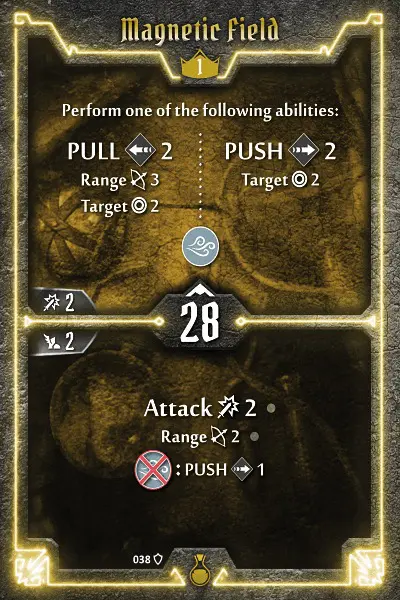 Magnetic Field
1
Perform one of the following abilities:
PULL 2
Range 3
Target 2
PUSH 2
Target 2
2
28
2
Attack 2
Range 2
: PUSH 1
038